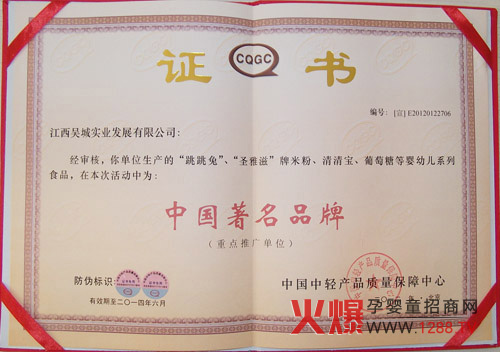 证 CQGC 书
编号：[宣] E20120122706
江西昊城实业发展有限公司：
经审核，你单位生产的“跳跳兔”、“圣雅滋”牌米粉、清清宝、葡萄糖等婴幼儿系列
食品，在本次活动中为：
中国著名品牌
（重点推广单位）
防伪标识：
有效期至二〇一四年六月
中国中轻产品质量保障中心
火爆孕婴童招商网